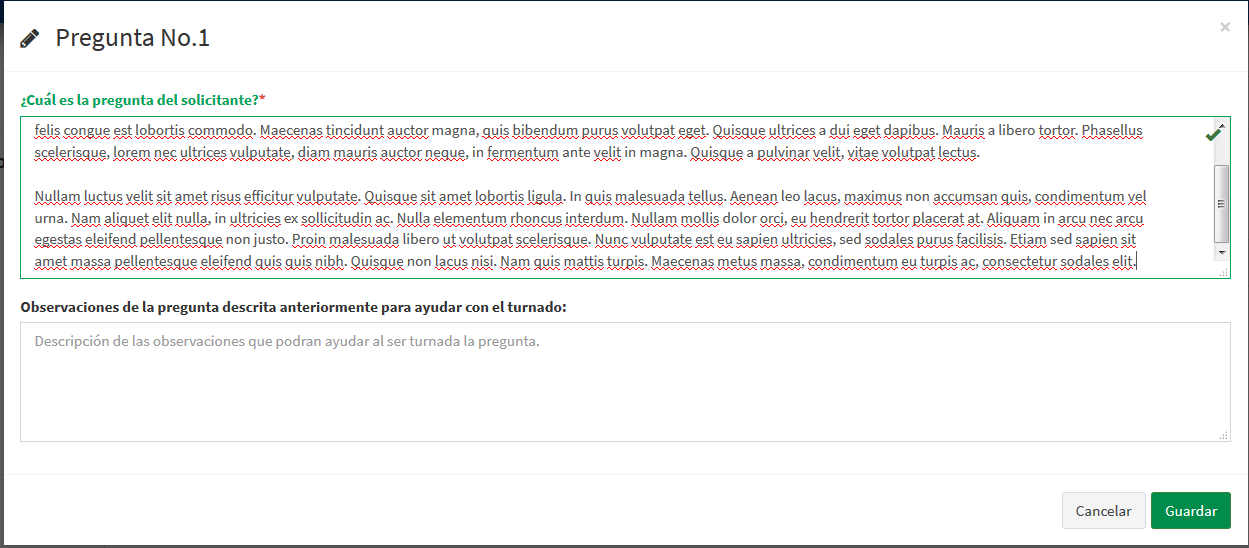 Pregunta No.1
×
¿Cuál es la pregunta del solicitante?*
felis congue est lobortis commodo. Maecenas tincidunt auctor magna, quis bibendum purus volutpat eget. Quisque ultrices a dui eget dapibus. Mauris a libero tortor. Phasellus
scelerisque, lorem nec ultrices vulputate, diam mauris auctor neque, in fermentum ante velit in magna. Quisque a pulvinar velit, vitae volutpat lectus.
Nullam luctus velit sit amet risus efficitur vulputate. Quisque sit amet lobortis ligula. In quis malesuada tellus. Aenean leo lacus, maximus non accumsan quis, condimentum vel
urna. Nam aliquet elit nulla, in ultricies ex sollicitudin ac. Nulla elementum rhoncus interdum. Nullam mollis dolor orci, eu hendrerit tortor placerat at. Aliquam in arcu nec arcu
egestas eleifend pellentesque non justo. Proin malesuada libero ut volutpat scelerisque. Nunc vulputate est eu sapien ultricies, sed sodales purus facilisis. Etiam sed sapien sit
amet massa pellentesque eleifend quis quis nibh. Quisque non lacus nisi. Nam quis mattis turpis. Maecenas metus massa, condimentum eu turpis ac, consectetur sodales elit.
Observaciones de la pregunta descrita anteriormente para ayudar con el turnado:
Descripción de las observaciones que podran ayudar al ser turnada la pregunta.
Cancelar
Guardar